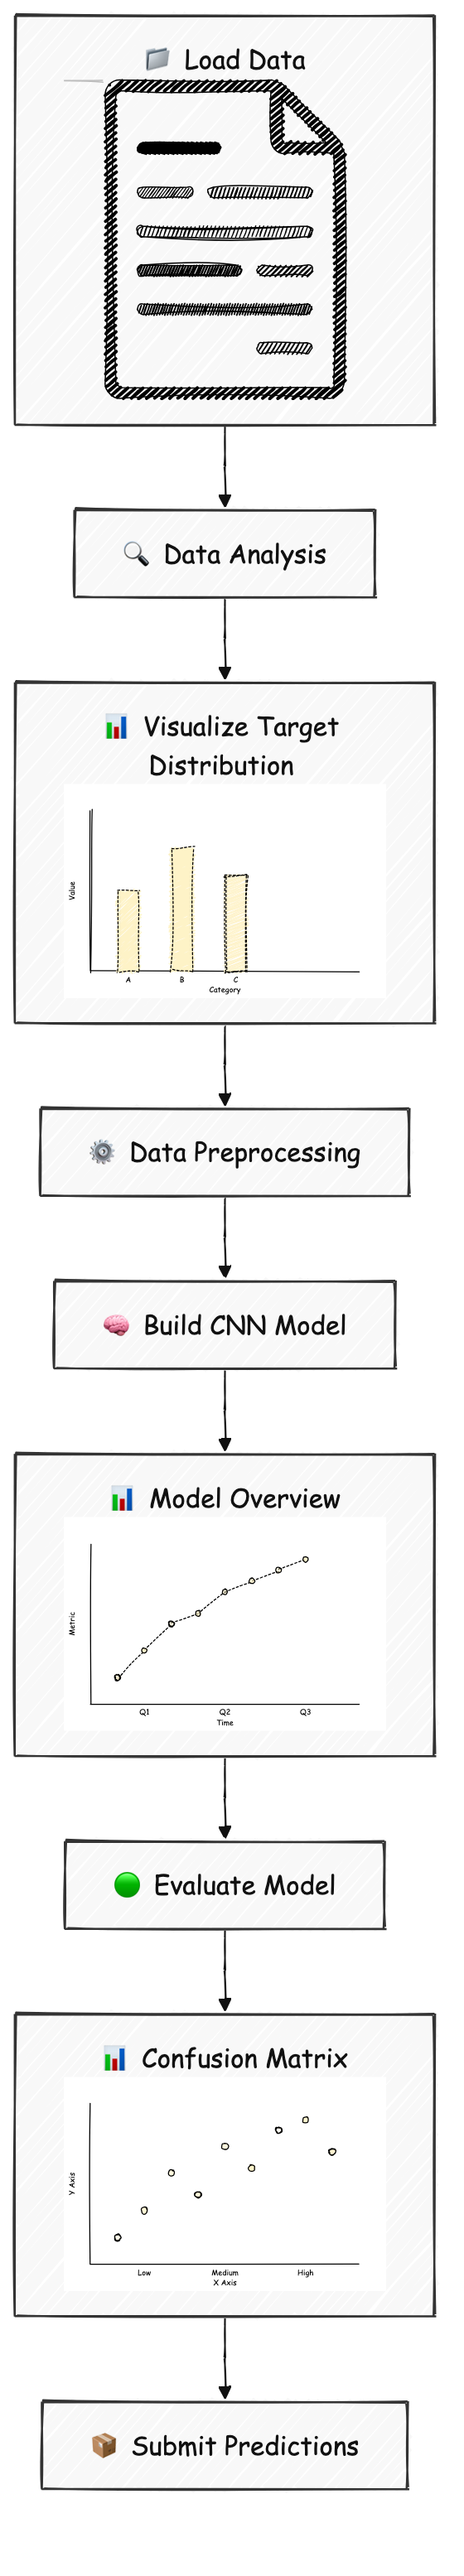 📁 Load Data
🔍 Data Analysis
📊 Visualize Target
Distribution
Value
A B C
Category
⚙️ Data Preprocessing
🧠 Build CNN Model
📊 Model Overview
Metric
Q1 Q2 Q3
Time
🟢 Evaluate Model
📊 Confusion Matrix
Y Axis
Low Medium High
X Axis
📦 Submit Predictions